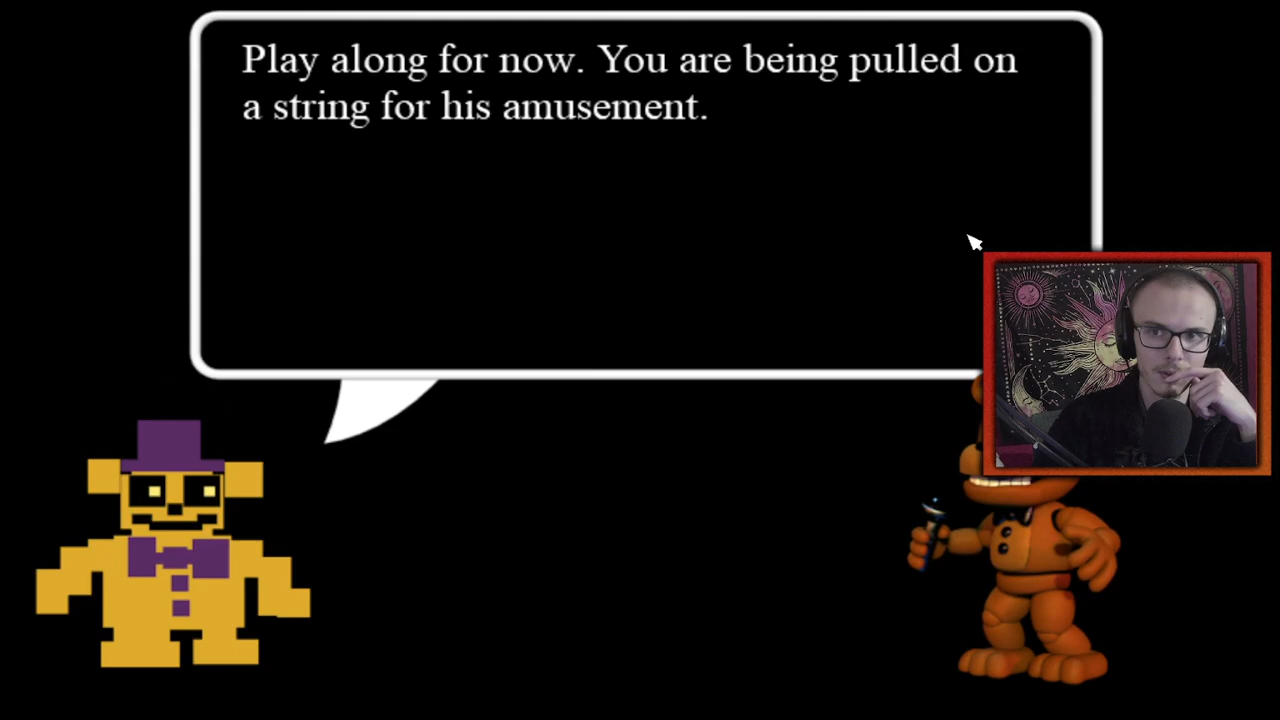 Play along for now. You are being pulled on
a string for his amusement.